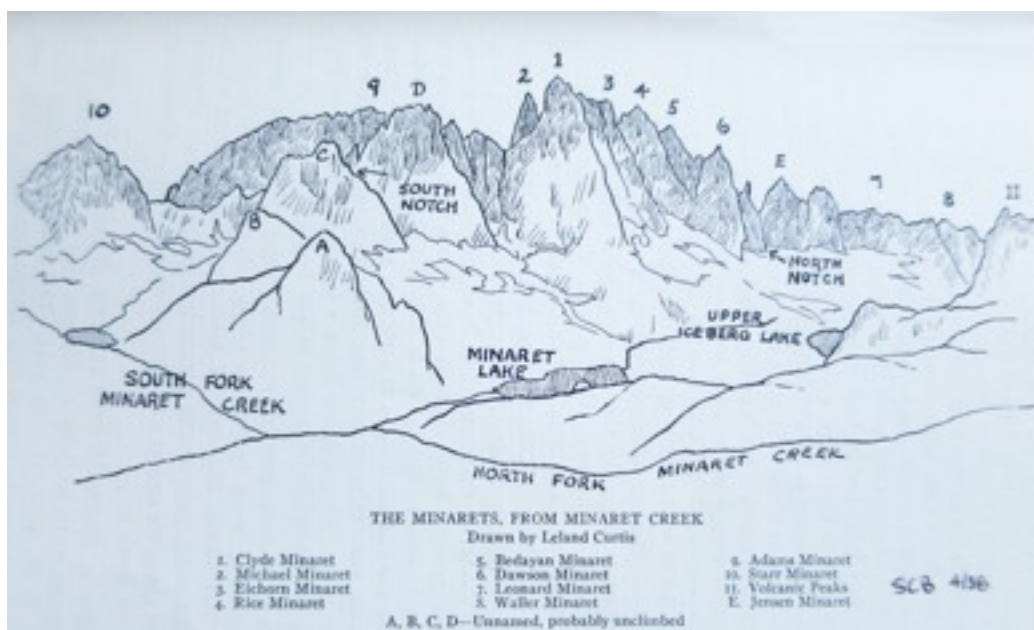 1
9 D 2 3 4
10 5
6
C E
SOUTH 7 8 11
NOTCH
B
A
NORTH
NOTCH
UPPER
ICEBERG LAKE
MINARET
LAKE
SOUTH FORK
MINARET CREEK
NORTH FORK MINARET CREEK
THE MINARETS, FROM MINARET CREEK
Drawn by Leland Curtis
1. Clyde Minaret 5. Bedayan Minaret 9. Adams Minaret
2. Michael Minaret 6. Dawson Minaret 10. Starr Minaret
3. Eichorn Minaret 7. Leonard Minaret 11. Volcanic Peaks
4. Rice Minaret 8. Waller Minaret E. Jensen Minaret
SCB 4/38
A, B, C, D—Unnamed, probably unclimbed